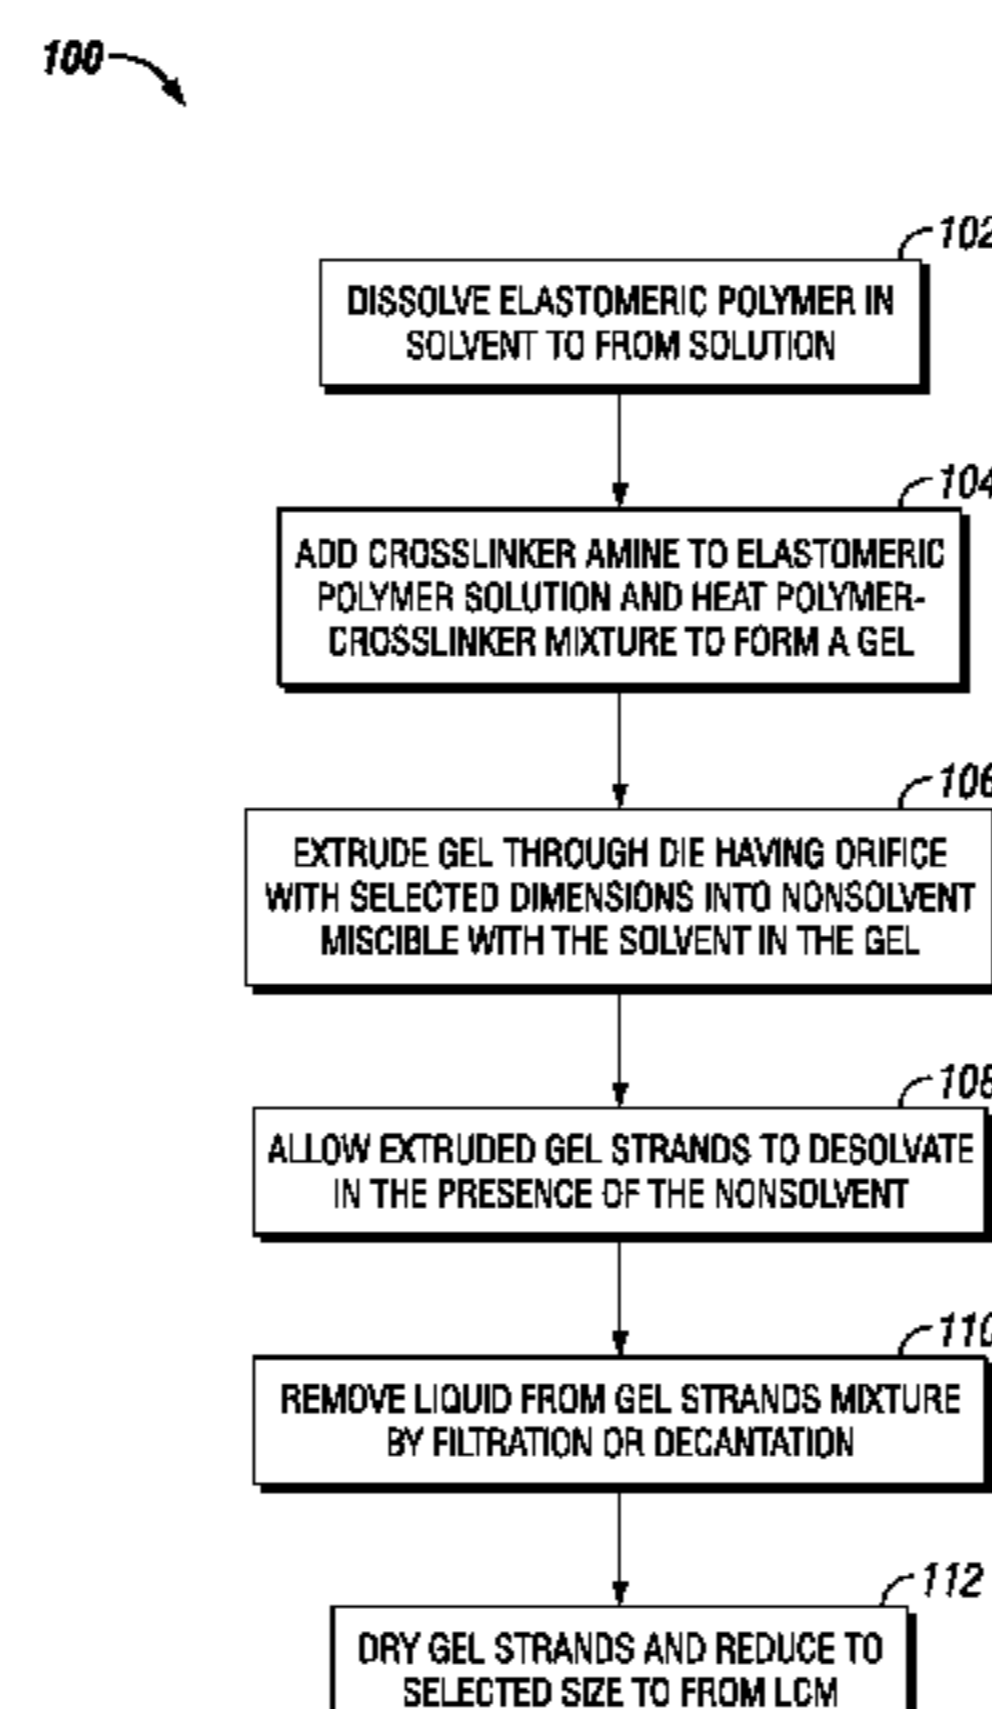 100
102
DISSOLVE ELASTOMERIC POLYMER IN
SOLVENT TO FROM SOLUTION
104
ADD CROSSLINKER AMINE TO ELASTOMERIC
POLYMER SOLUTION AND HEAT POLYMER-
CROSSLINKER MIXTURE TO FORM A GEL
106
EXTRUDE GEL THROUGH DIE HAVING ORIFICE
WITH SELECTED DIMENSIONS INTO NONSOLVENT
MISCIBLE WITH THE SOLVENT IN THE GEL
108
ALLOW EXTRUDED GEL STRANDS TO DESOLVATE
IN THE PRESENCE OF THE NONSOLVENT
110
REMOVE LIQUID FROM GEL STRANDS MIXTURE
BY FILTRATION OR DECANTATION
112
DRY GEL STRANDS AND REDUCE TO
SELECTED SIZE TO FROM LCM